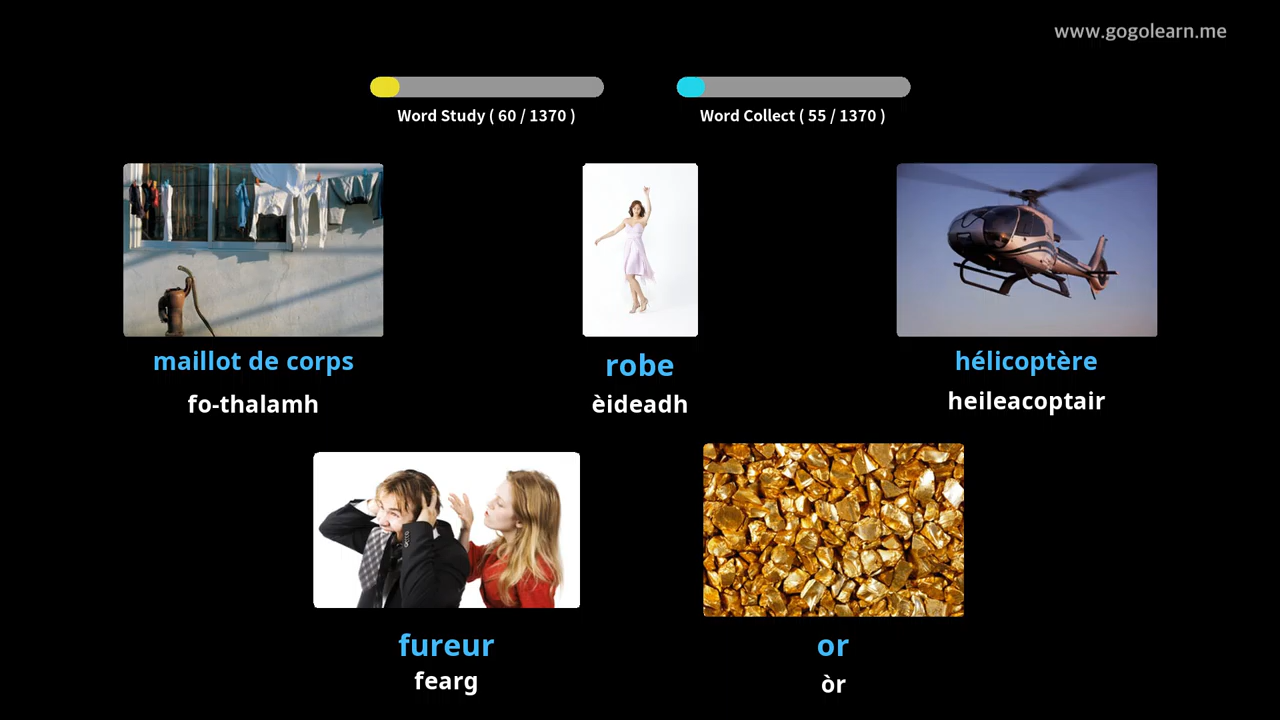 www.gogolearn.me
Word Study ( 60 / 1370 )
Word Collect ( 55 / 1370 )
maillot de corps
fo-thalamh
robe
èideadh
hélicoptère
heileacoptair
fureur
fearg
or
òr